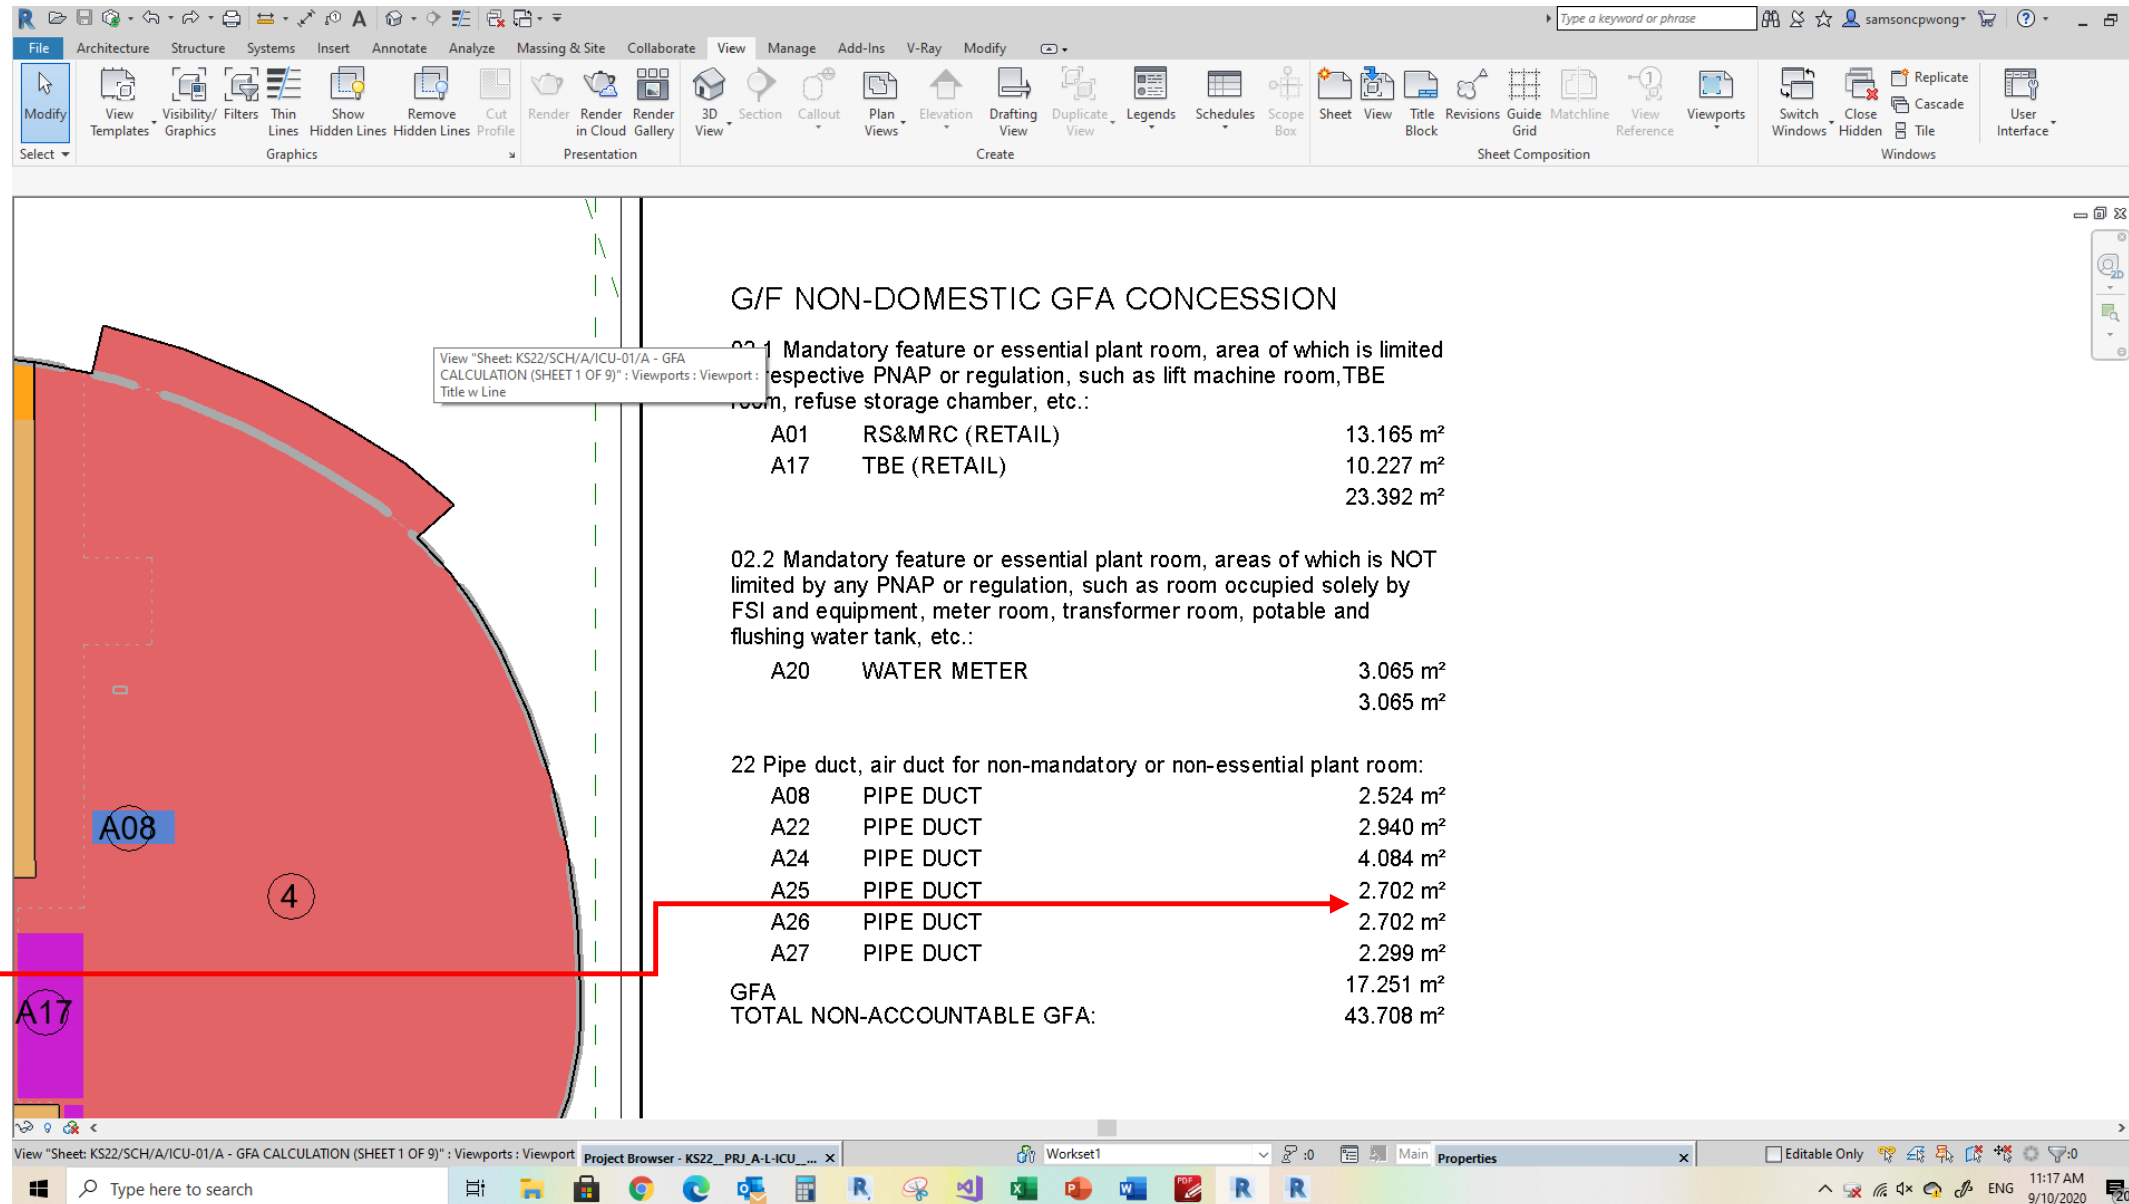 Type a keyword or phrase
samsoncpwong
File Architecture Structure Systems Insert Annotate Analyze Massing & Site Collaborate View Manage Add-Ins V-Ray Modify
Modify
View Templates
Visibility/ Graphics
Filters
Thin Lines
Show Hidden Lines
Remove Hidden Lines
Cut Profile
Render
Render in Cloud
Render Gallery
3D View
Section
Callout
Plan Views
Elevation
Drafting View
Duplicate View
Legends
Schedules
Scope Box
Sheet
View
Title Block
Revisions
Guide Grid
Matchline
View Reference
Viewports
Switch Windows
Close Hidden
Replicate
Cascade
Tile
User Interface
Select
Graphics
Presentation
Create
Sheet Composition
Windows
2D
G/F NON-DOMESTIC GFA CONCESSION
View "Sheet: KS22/SCH/A/ICU-01/A - GFA
CALCULATION (SHEET 1 OF 9)" : Viewports : Viewport :
Title w Line
02.1 Mandatory feature or essential plant room, area of which is limited
respective PNAP or regulation, such as lift machine room,TBE
room, refuse storage chamber, etc.:
A01 RS&MRC (RETAIL) 13.165 m²
A17 TBE (RETAIL) 10.227 m²
23.392 m²
02.2 Mandatory feature or essential plant room, areas of which is NOT
limited by any PNAP or regulation, such as room occupied solely by
FSI and equipment, meter room, transformer room, potable and
flushing water tank, etc.:
A20 WATER METER 3.065 m²
3.065 m²
22 Pipe duct, air duct for non-mandatory or non-essential plant room:
A08 PIPE DUCT 2.524 m²
A22 PIPE DUCT 2.940 m²
A24 PIPE DUCT 4.084 m²
A25 PIPE DUCT 2.702 m²
A26 PIPE DUCT 2.702 m²
A27 PIPE DUCT 2.299 m²
17.251 m²
GFA
TOTAL NON-ACCOUNTABLE GFA: 43.708 m²
A08
4
A17
View "Sheet: KS22/SCH/A/ICU-01/A - GFA CALCULATION (SHEET 1 OF 9)" : Viewports : Viewport
Project Browser - KS22__PRJ_A-L-ICU__...
Workset1
:0
Main
Properties
Editable Only
:0
Type here to search
ENG
11:17 AM
9/10/2020
20